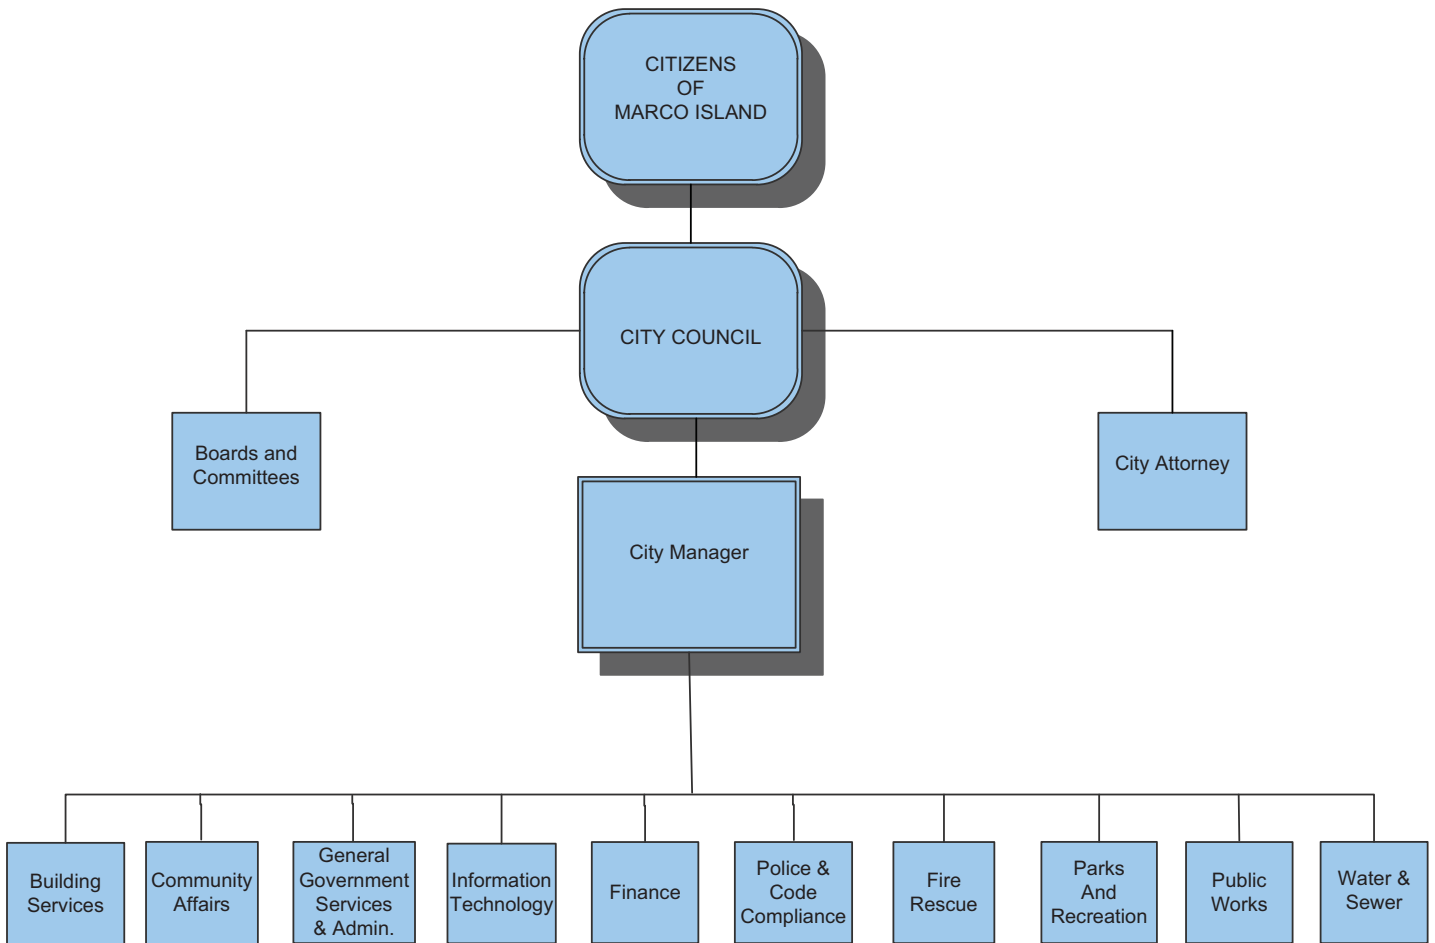 CITIZENS
OF
MARCO ISLAND
CITY COUNCIL
Boards and
Committees
City Attorney
City Manager
Building
Services
Community
Affairs
General
Government
Services
& Admin.
Information
Technology
Finance
Police &
Code
Compliance
Fire
Rescue
Parks
And
Recreation
Public
Works
Water &
Sewer